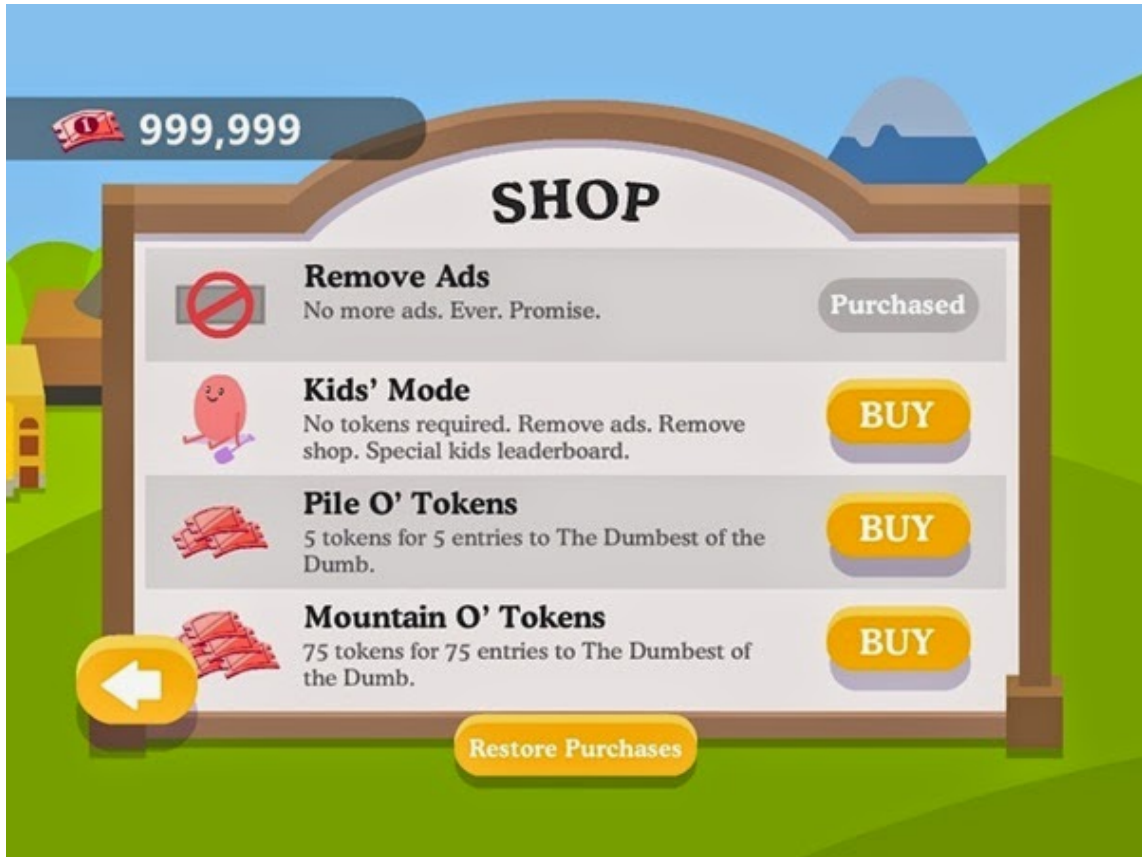 1 999,999
SHOP
Remove Ads
No more ads. Ever. Promise.
Purchased
Kids' Mode
No tokens required. Remove ads. Remove
shop. Special kids leaderboard.
BUY
Pile O' Tokens
5 tokens for 5 entries to The Dumbest of the
Dumb.
BUY
Mountain O' Tokens
75 tokens for 75 entries to The Dumbest of
the Dumb.
BUY
Restore Purchases